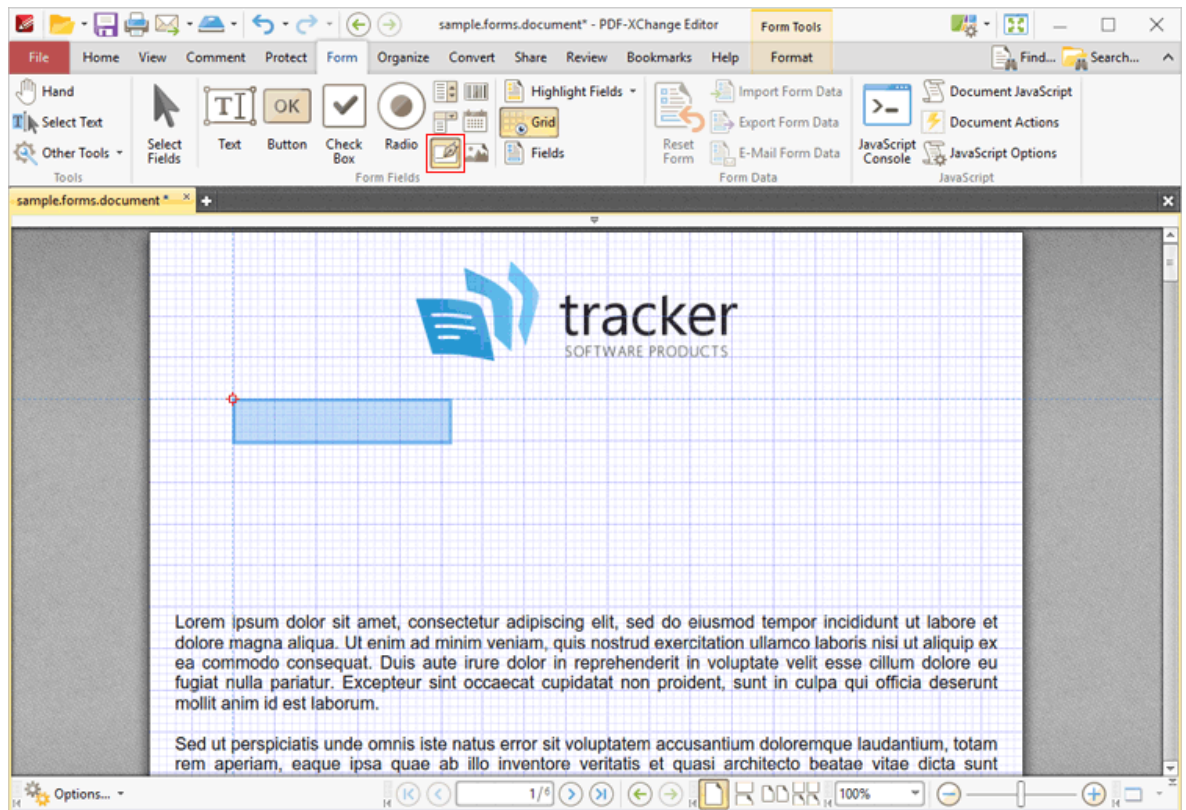 sample.forms.document* - PDF-XChange Editor
Form Tools
File Home View Comment Protect Form Organize Convert Share Review Bookmarks Help Format Find... Search...
Hand
Select Text
Other Tools
Tools
Select Fields
Text
Button
Check Box
Radio
Form Fields
Highlight Fields
Grid
Fields
Reset Form
Import Form Data
Export Form Data
E-Mail Form Data
Form Data
JavaScript Console
Document JavaScript
Document Actions
JavaScript Options
JavaScript
sample.forms.document *
tracker
SOFTWARE PRODUCTS
Lorem ipsum dolor sit amet, consectetur adipiscing elit, sed do eiusmod tempor incididunt ut labore et
dolore magna aliqua. Ut enim ad minim veniam, quis nostrud exercitation ullamco laboris nisi ut aliquip ex
ea commodo consequat. Duis aute irure dolor in reprehenderit in voluptate velit esse cillum dolore eu
fugiat nulla pariatur. Excepteur sint occaecat cupidatat non proident, sunt in culpa qui officia deserunt
mollit anim id est laborum.
Sed ut perspiciatis unde omnis iste natus error sit voluptatem accusantium doloremque laudantium, totam
rem aperiam, eaque ipsa quae ab illo inventore veritatis et quasi architecto beatae vitae dicta sunt
Options... 1/6 100%